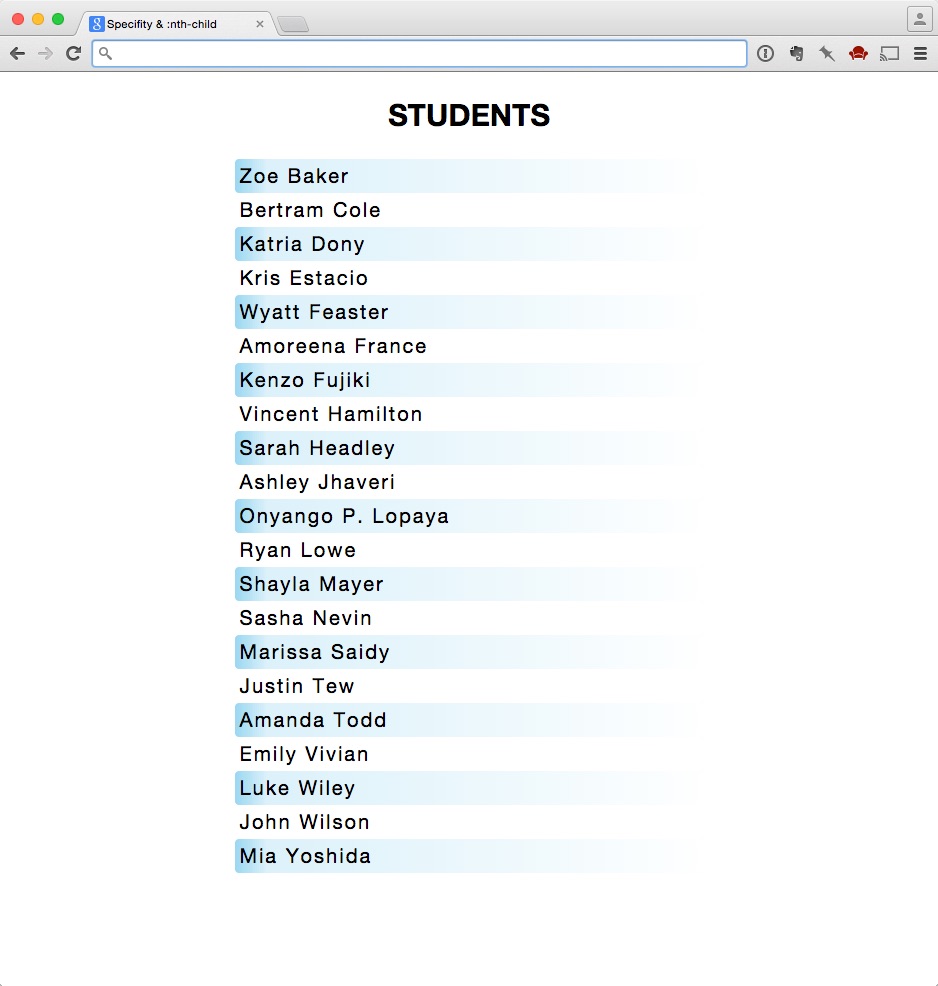 Specifity & :nth-child
STUDENTS
Zoe Baker
Bertram Cole
Katria Dony
Kris Estacio
Wyatt Feaster
Amoreena France
Kenzo Fujiki
Vincent Hamilton
Sarah Headley
Ashley Jhaveri
Onyango P. Lopaya
Ryan Lowe
Shayla Mayer
Sasha Nevin
Marissa Saidy
Justin Tew
Amanda Todd
Emily Vivian
Luke Wiley
John Wilson
Mia Yoshida